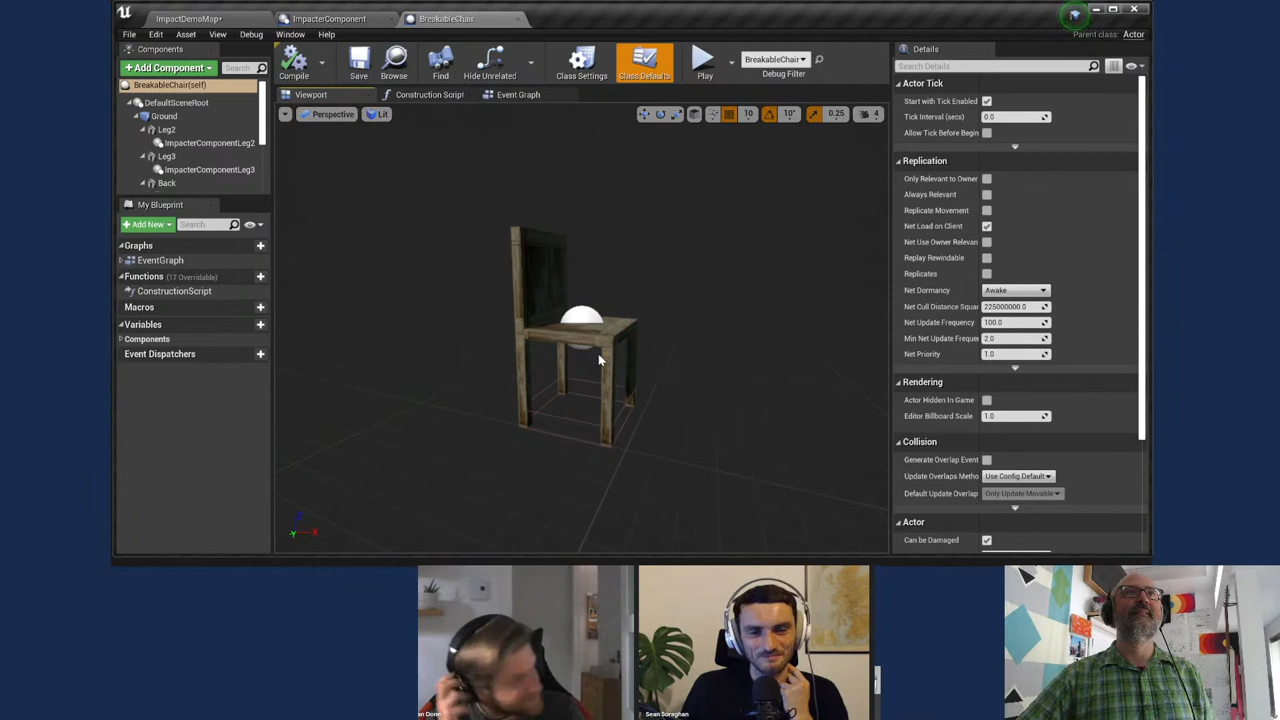 ImpactDemoMap•
ImpacterComponent
BreakableChair
File Edit Asset View Debug Window Help
Parent class: Actor
Components
+ Add Component
Search
BreakableChair(self)
DefaultSceneRoot
Ground
Leg2
ImpacterComponentLeg2
Leg3
ImpacterComponentLeg3
Back
My Blueprint
+ Add New
Search
Graphs
EventGraph
Functions (17 Overridable)
ConstructionScript
Macros
Variables
Components
Event Dispatchers
Compile
Save
Browse
Find
Hide Unrelated
Class Settings
Class Defaults
Play
BreakableChair
Debug Filter
Viewport
Construction Script
Event Graph
Perspective
Lit
10
10°
0.25
4
X
Details
Search Details
Actor Tick
Start with Tick Enabled
Tick Interval (secs) 0.0
Allow Tick Before Begin
Replication
Only Relevant to Owner
Always Relevant
Replicate Movement
Net Load on Client
Net Use Owner Relevan
Replay Rewindable
Replicates
Net Dormancy Awake
Net Cull Distance Squar 225000000.0
Net Update Frequency 100.0
Min Net Update Freque 2.0
Net Priority 1.0
Rendering
Actor Hidden In Game
Editor Billboard Scale 1.0
Collision
Generate Overlap Event
Update Overlaps Metho Use Config Default
Default Update Overlap Only Update Movable
Actor
Can be Damaged
Sean Soraghan